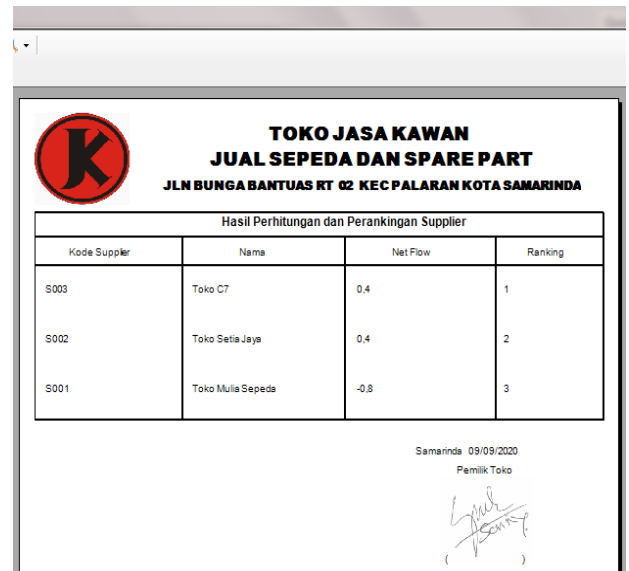 JK
TOKO JASA KAWAN
JUAL SEPEDA DAN SPARE PART
JLN BUNGA BANTUAS RT 02 KEC PALARAN KOTA SAMARINDA
Hasil Perhitungan dan Perankingan Supplier
Kode Supplier Nama Net Flow Ranking
S003 Toko C7 0,4 1
S002 Toko Setia Jaya 0,4 2
S001 Toko Mulia Sepeda -0,8 3
Samarinda 09/09/2020
Pemilik Toko
( )